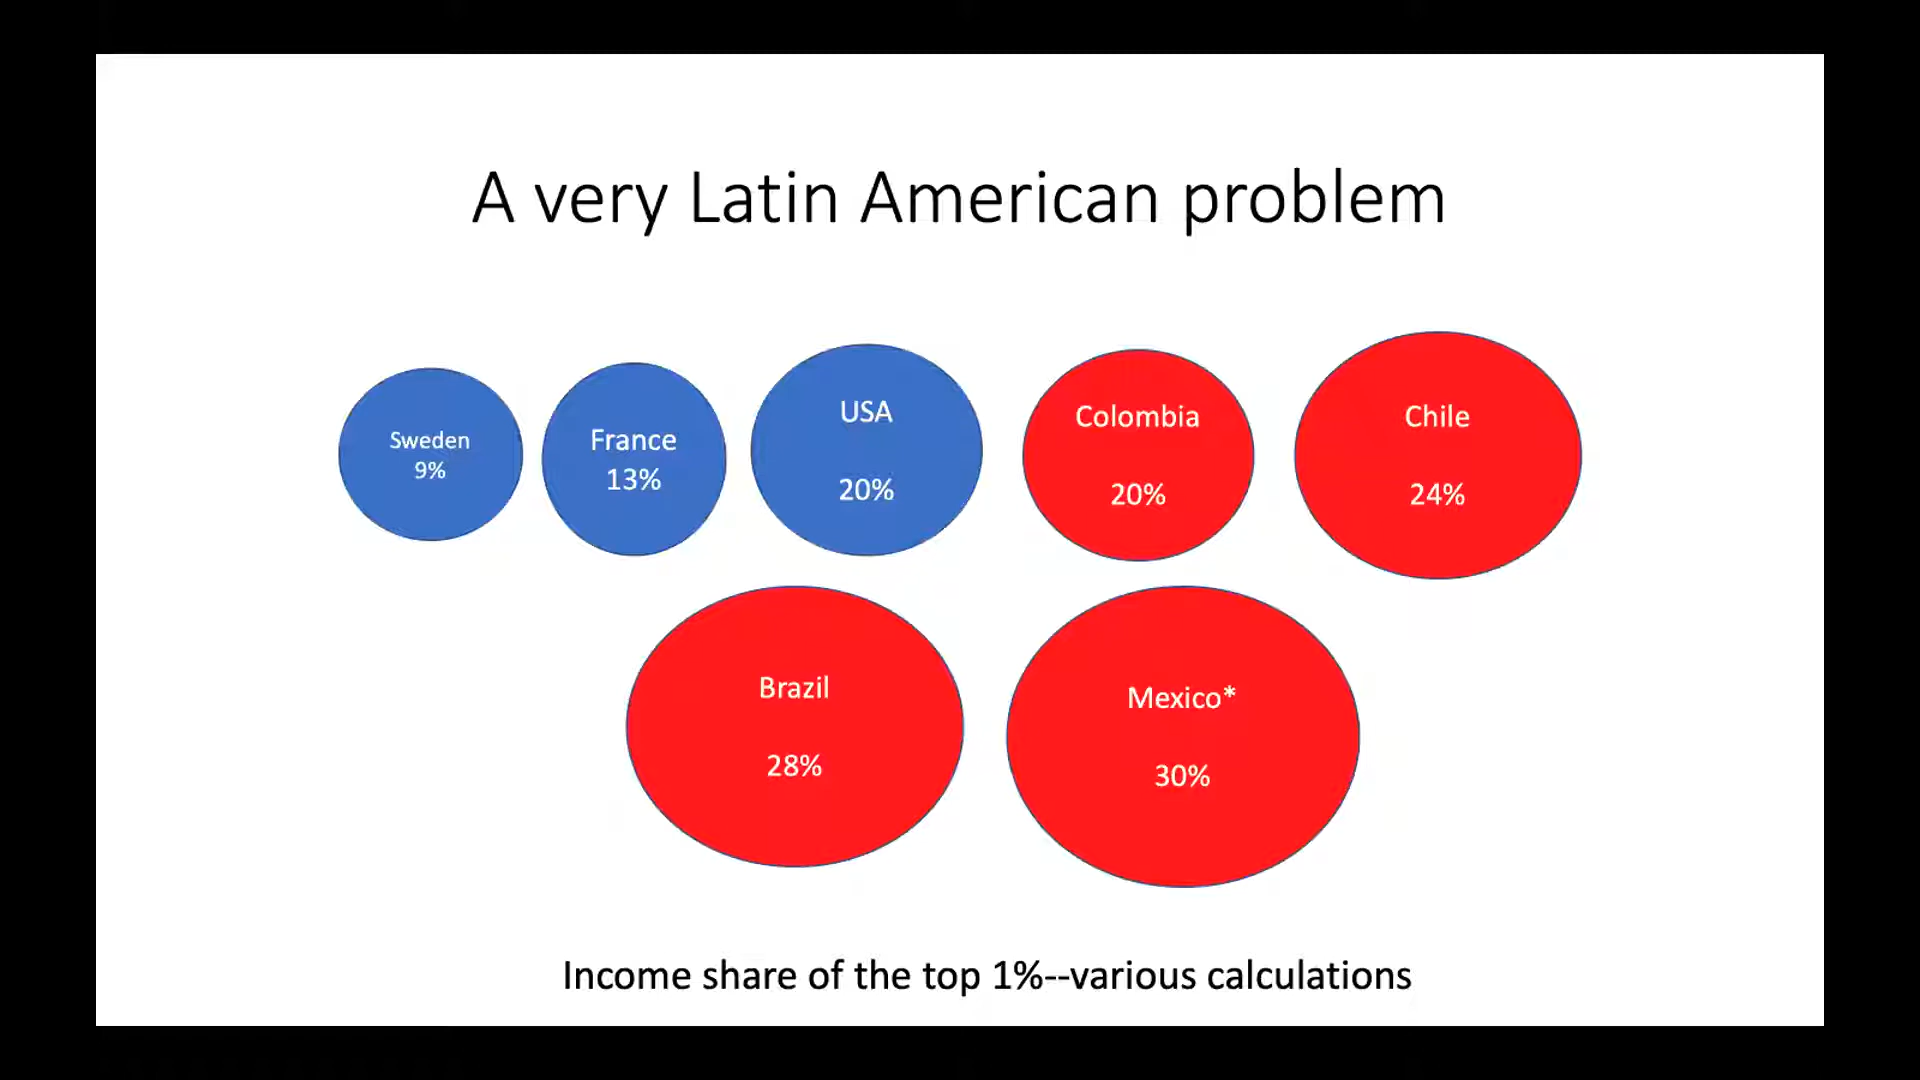 A very Latin American problem
Sweden
9%
France
13%
USA
20%
Colombia
20%
Chile
24%
Brazil
28%
Mexico*
30%
Income share of the top 1%--various calculations